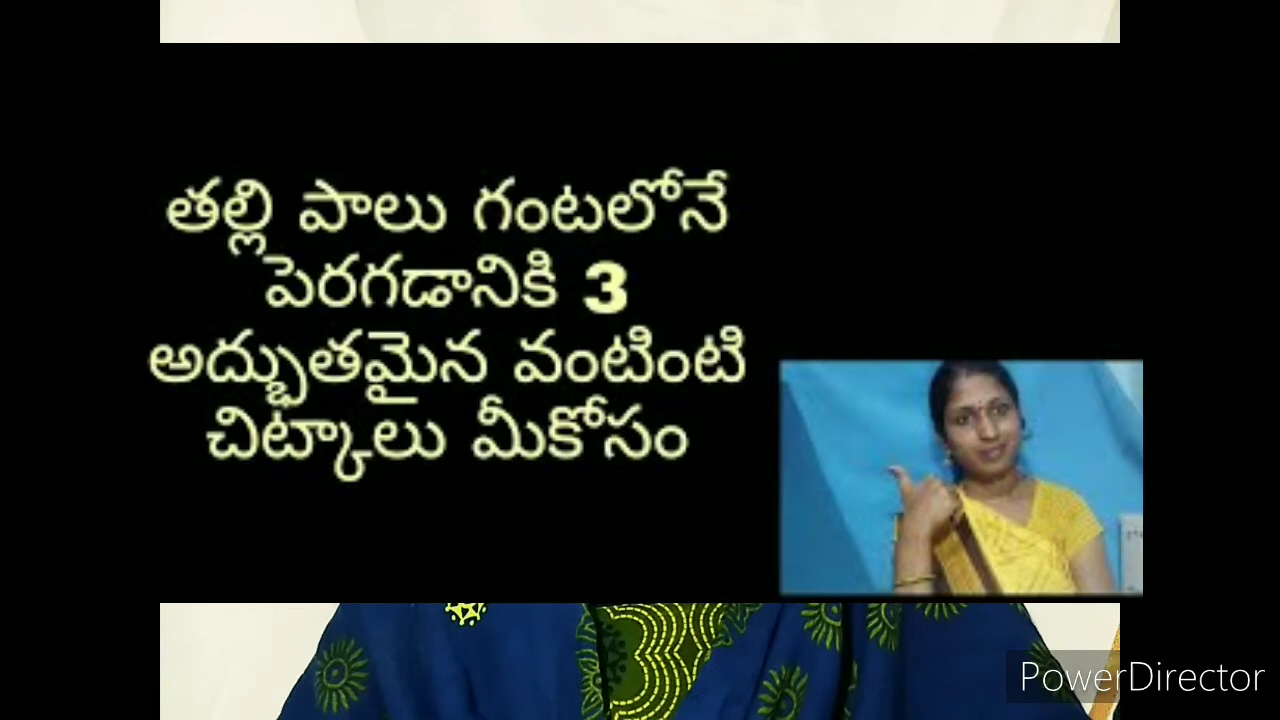 తల్లి పాలు గంటలోనే
పెరగడానికి 3
అద్భుతమైన వంటింటి
చిట్కాలు మీకోసం
PowerDirector